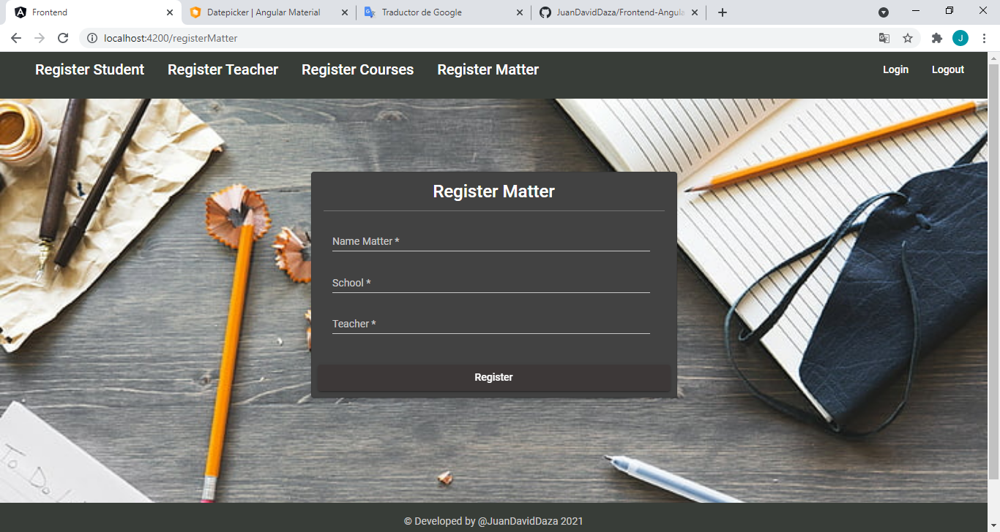 Frontend
Datepicker | Angular Material
Traductor de Google
JuanDavidDaza/Frontend-Angula
localhost:4200/registerMatter
J
Register Student Register Teacher Register Courses Register Matter Login Logout
Register Matter
Name Matter *
School *
Teacher *
Register
To Do
© Developed by @JuanDavidDaza 2021